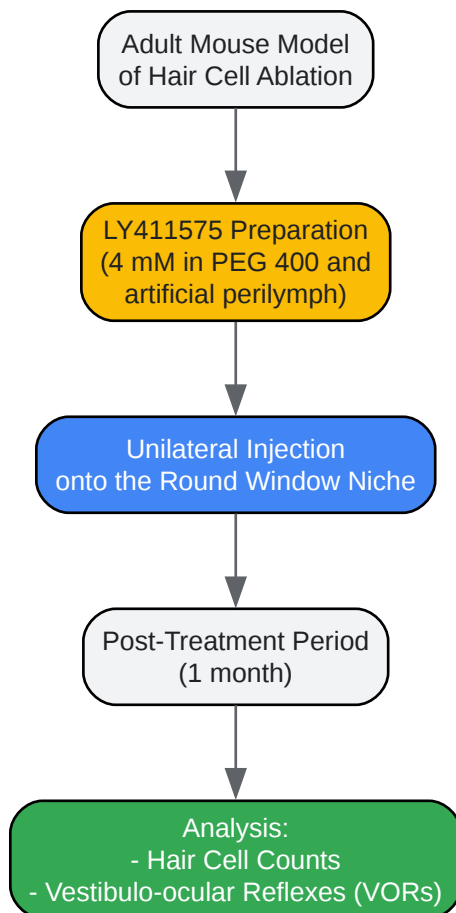 Adult Mouse Model
of Hair Cell Ablation
LY411575 Preparation
(4 mM in PEG 400 and
artificial perilymph)
Unilateral Injection
onto the Round Window Niche
Post-Treatment Period
(1 month)
Analysis:
- Hair Cell Counts
- Vestibulo-ocular Reflexes (VORs)